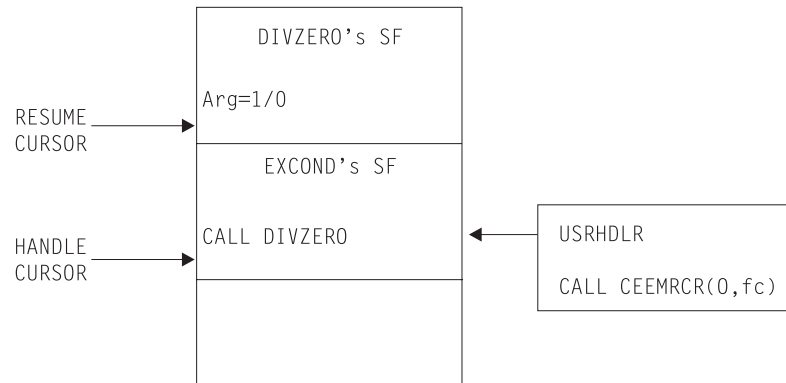 DIVZERO's SF
Arg=1/0
RESUME
CURSOR
EXCOND's SF
CALL DIVZERO
HANDLE
CURSOR
USRHDLR
CALL CEEMRCR(0,fc)